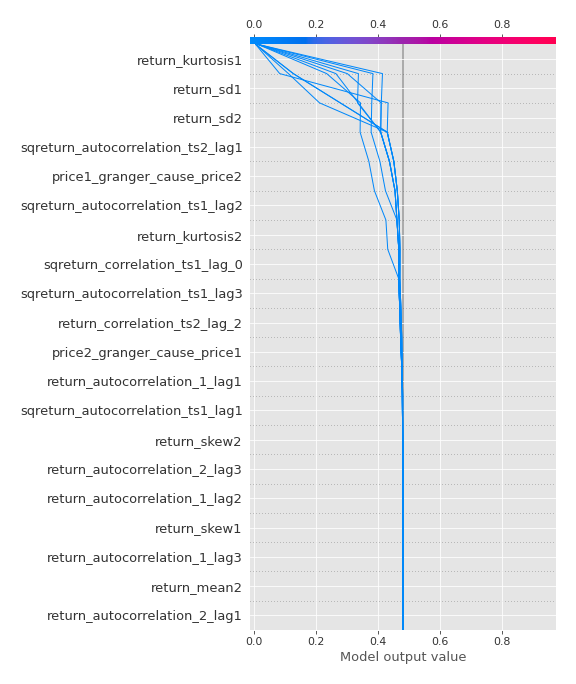 0.0 0.2 0.4 0.6 0.8
return_kurtosis1
return_sd1
return_sd2
sqreturn_autocorrelation_ts2_lag1
price1_granger_cause_price2
sqreturn_autocorrelation_ts1_lag2
return_kurtosis2
sqreturn_correlation_ts1_lag_0
sqreturn_autocorrelation_ts1_lag3
return_correlation_ts2_lag_2
price2_granger_cause_price1
return_autocorrelation_1_lag1
sqreturn_autocorrelation_ts1_lag1
return_skew2
return_autocorrelation_2_lag3
return_autocorrelation_1_lag2
return_skew1
return_autocorrelation_1_lag3
return_mean2
return_autocorrelation_2_lag1
0.0 0.2 0.4 0.6 0.8
Model output value